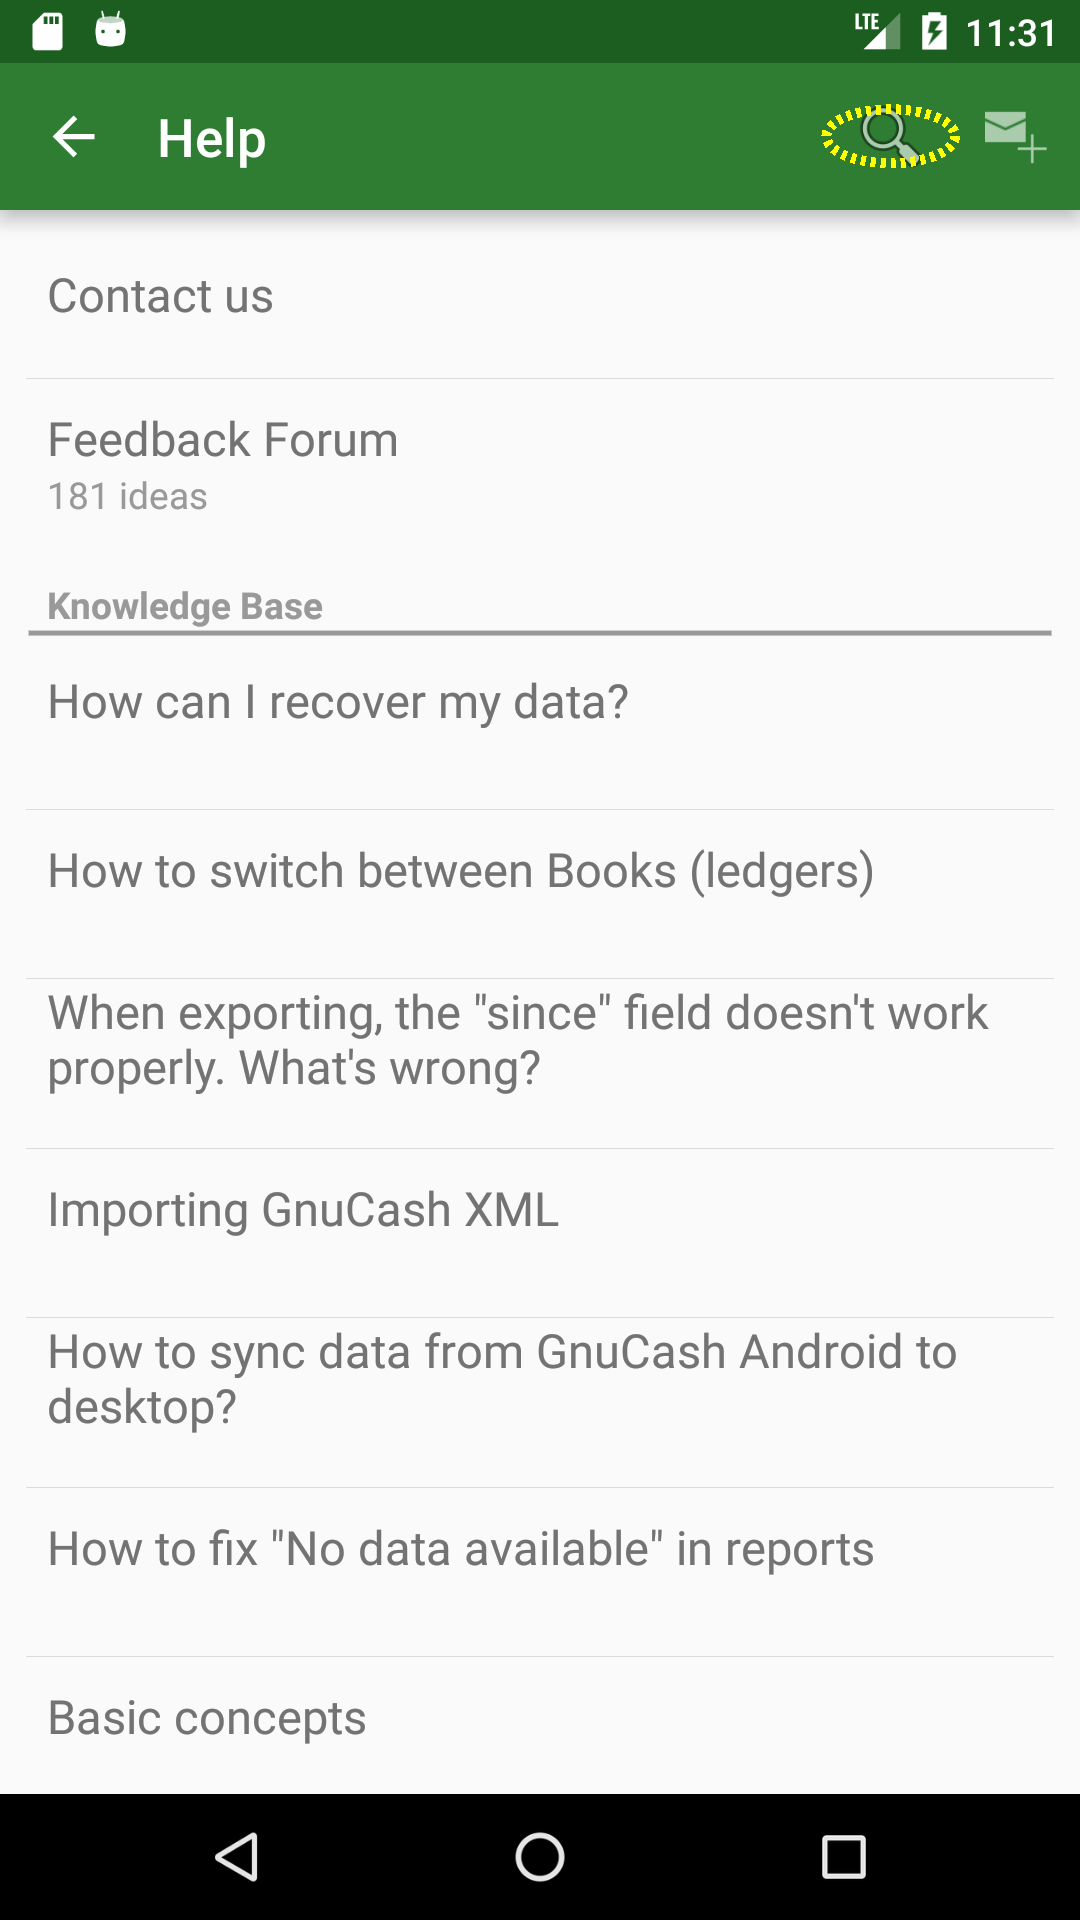 LTE 11:31
Help
Contact us
Feedback Forum
181 ideas
Knowledge Base
How can I recover my data?
How to switch between Books (ledgers)
When exporting, the "since" field doesn't work
properly. What's wrong?
Importing GnuCash XML
How to sync data from GnuCash Android to
desktop?
How to fix "No data available" in reports
Basic concepts